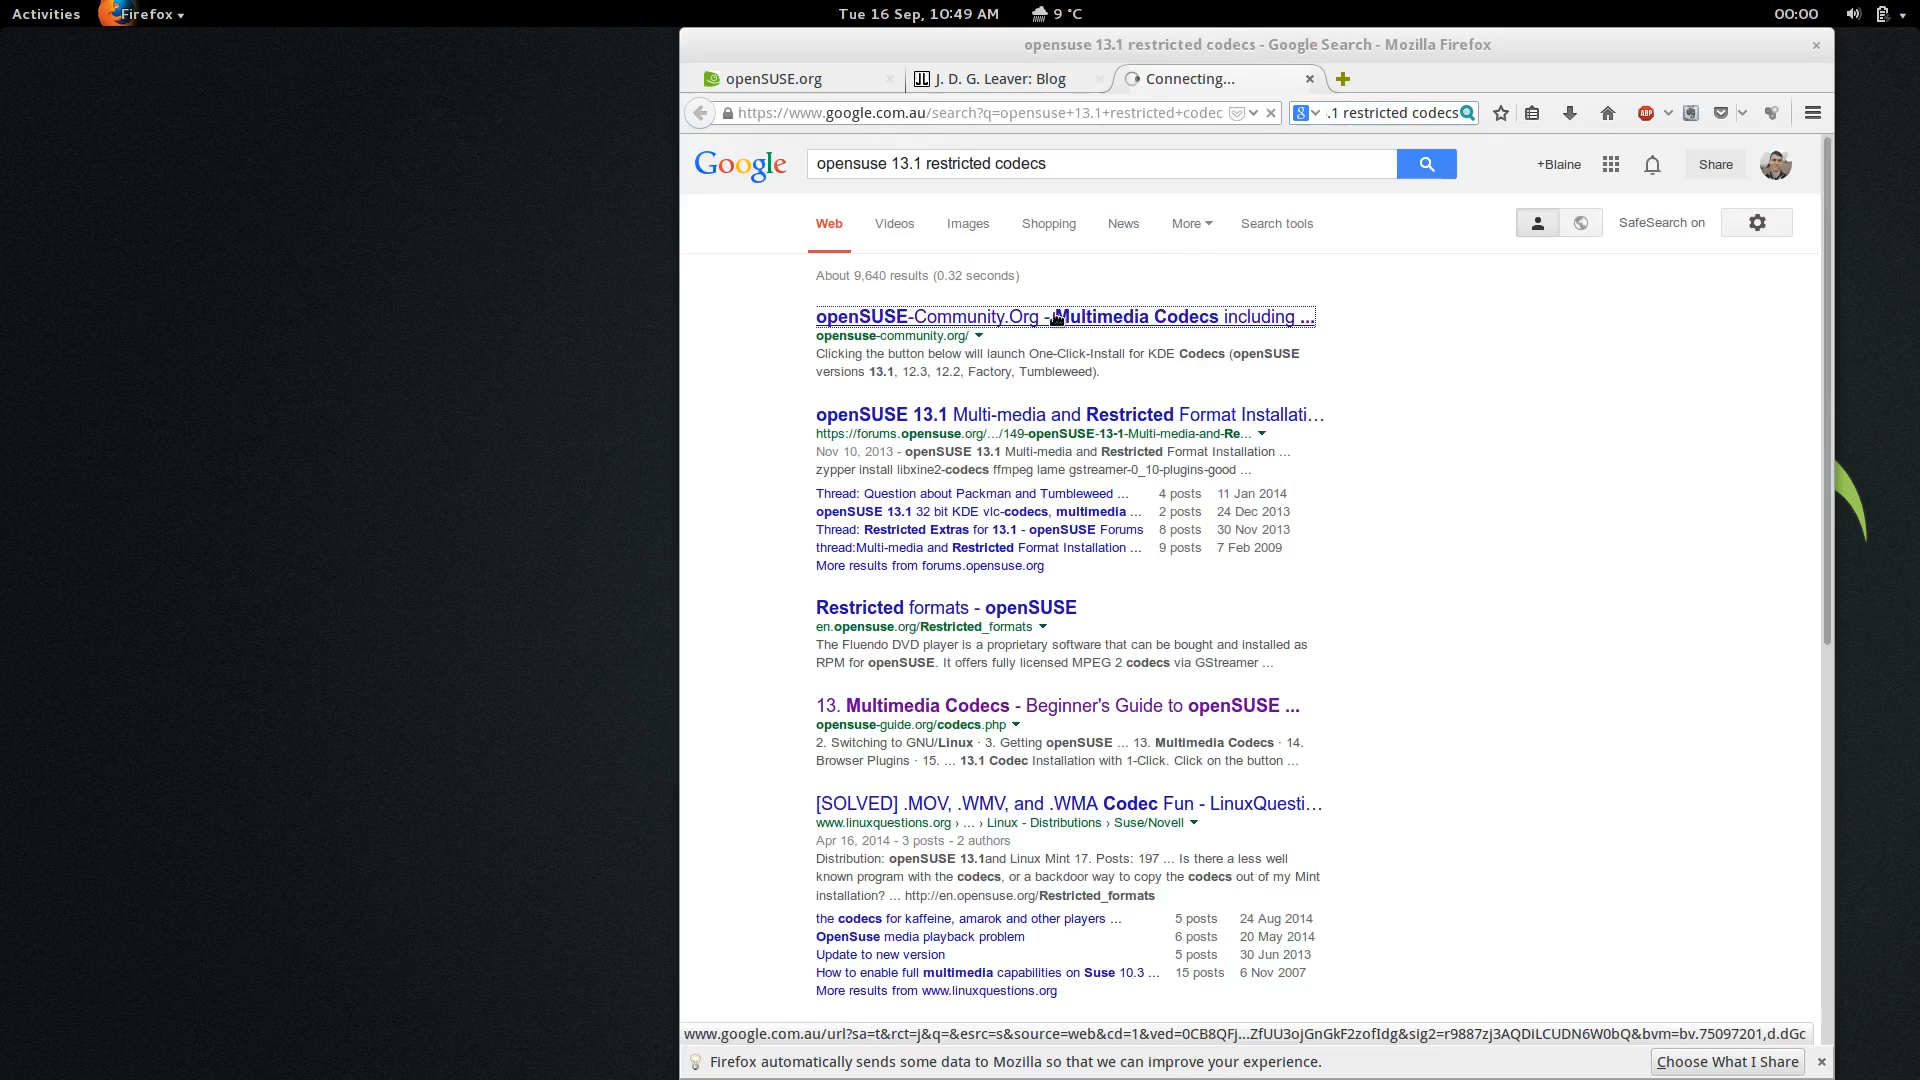 Activities Firefox Tue 16 Sep, 10:49 AM 9 °C 00:00
opensuse 13.1 restricted codecs - Google Search - Mozilla Firefox
openSUSE.org J. D. G. Leaver: Blog Connecting...
https://www.google.com.au/search?q=opensuse+13.1+restricted+codec .1 restricted codecs
Google opensuse 13.1 restricted codecs +Blaine Share
Web Videos Images Shopping News More Search tools SafeSearch on
About 9,640 results (0.32 seconds)
openSUSE-Community.Org - Multimedia Codecs including ...
opensuse-community.org/
Clicking the button below will launch One-Click-Install for KDE Codecs (openSUSE
versions 13.1, 12.3, 12.2, Factory, Tumbleweed).
openSUSE 13.1 Multi-media and Restricted Format Installati...
https://forums.opensuse.org/.../149-openSUSE-13-1-Multi-media-and-Re...
Nov 10, 2013 - openSUSE 13.1 Multi-media and Restricted Format Installation ...
zypper install libxine2-codecs ffmpeg lame gstreamer-0_10-plugins-good ...
Thread: Question about Packman and Tumbleweed ... 4 posts 11 Jan 2014
openSUSE 13.1 32 bit KDE vlc-codecs, multimedia ... 2 posts 24 Dec 2013
Thread: Restricted Extras for 13.1 - openSUSE Forums 8 posts 30 Nov 2013
thread:Multi-media and Restricted Format Installation ... 9 posts 7 Feb 2009
More results from forums.opensuse.org
Restricted formats - openSUSE
en.opensuse.org/Restricted_formats
The Fluendo DVD player is a proprietary software that can be bought and installed as
RPM for openSUSE. It offers fully licensed MPEG 2 codecs via GStreamer ...
13. Multimedia Codecs - Beginner's Guide to openSUSE ...
opensuse-guide.org/codecs.php
2. Switching to GNU/Linux · 3. Getting openSUSE ... 13. Multimedia Codecs · 14.
Browser Plugins · 15. ... 13.1 Codec Installation with 1-Click. Click on the button ...
[SOLVED] .MOV, .WMV, and .WMA Codec Fun - LinuxQuesti...
www.linuxquestions.org › ... › Linux - Distributions › Suse/Novell
Apr 16, 2014 - 3 posts - 2 authors
Distribution: openSUSE 13.1and Linux Mint 17. Posts: 197 ... Is there a less well
known program with the codecs, or a backdoor way to copy the codecs out of my Mint
installation? ... http://en.opensuse.org/Restricted_formats
the codecs for kaffeine, amarok and other players ... 5 posts 24 Aug 2014
OpenSuse media playback problem 6 posts 20 May 2014
Update to new version 5 posts 30 Jun 2013
How to enable full multimedia capabilities on Suse 10.3 ... 15 posts 6 Nov 2007
More results from www.linuxquestions.org
www.google.com.au/url?sa=t&rct=j&q=&esrc=s&source=web&cd=1&ved=0CB8QFj...ZfUU3ojGnGkF2zofIdg&sig2=r9887zj3AQDiLCUDN6W0bQ&bvm=bv.75097201,d.dGc
Firefox automatically sends some data to Mozilla so that we can improve your experience. Choose What I Share